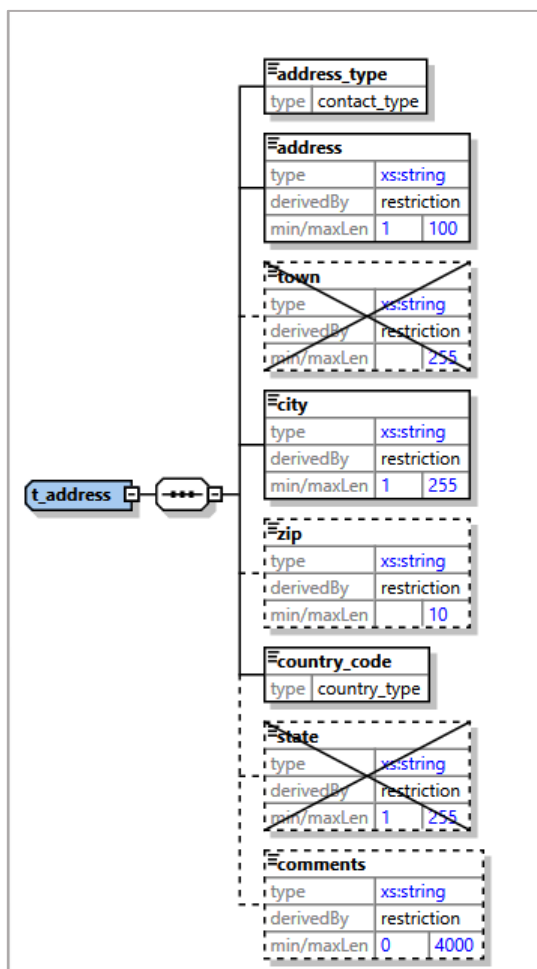 address_type
type contact_type
address
type xs:string
derivedBy restriction
min/maxLen 1 100
town
type xs:string
derivedBy restriction
min/maxLen 255
city
type xs:string
derivedBy restriction
min/maxLen 1 255
t_address
zip
type xs:string
derivedBy restriction
min/maxLen 10
country_code
type country_type
state
type xs:string
derivedBy restriction
min/maxLen 1 255
comments
type xs:string
derivedBy restriction
min/maxLen 0 4000